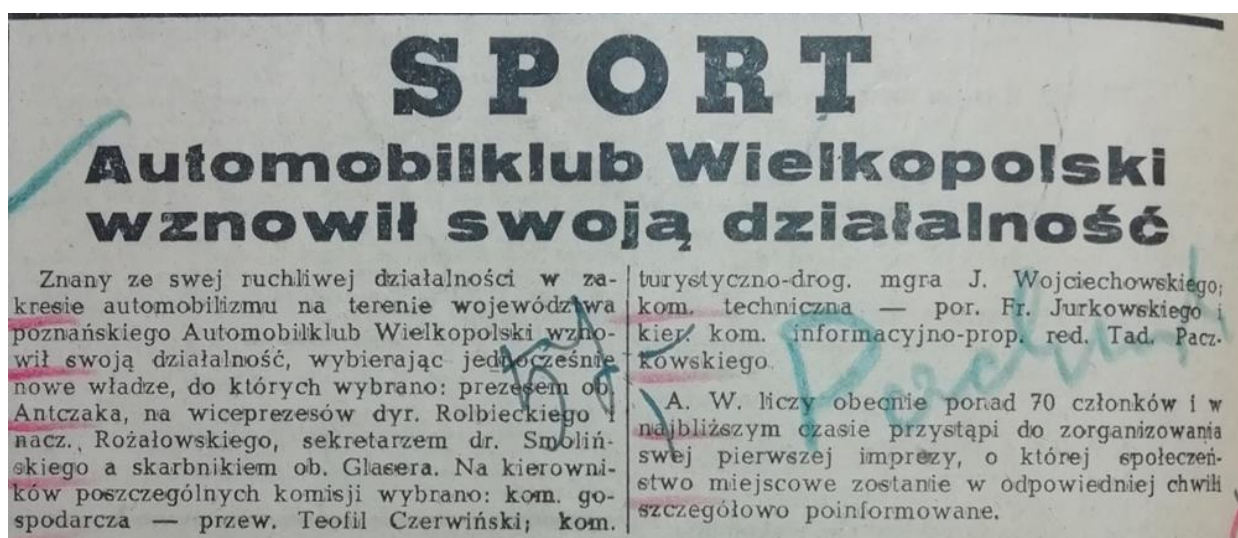 SPORT
Automobilklub Wielkopolski
wznowił swoją działalność
Znany ze swej ruchliwej działalności w za-
kresie automobilizmu na terenie województwa
poznańskiego Automobilklub Wielkopolski wzno-
wił swoją działalność, wybierając jednocześnie
nowe władze, do których wybrano: prezesem ob.
Antczaka, na wiceprezesów dyr. Rolbieckiego i
nacz. Rożałowskiego, sekretarzem dr. Smoliń-
skiego a skarbnikiem ob. Glasera. Na kierowni-
ków poszczególnych komisji wybrano: kom. go-
spodarcza — przew. Teofil Czerwiński; kom.
turystyczno-drog. mgra J. Wojciechowskiego;
kom. techniczna — por. Fr. Jurkowskiego i
kier. kom. informacyjno-prop. red. Tad. Pacz-
kowskiego.
A. W. liczy obecnie ponad 70 członków i w
najbliższym czasie przystąpi do zorganizowania
swej pierwszej imprezy, o której społeczeń-
stwo miejscowe zostanie w odpowiedniej chwili
szczegółowo poinformowane.